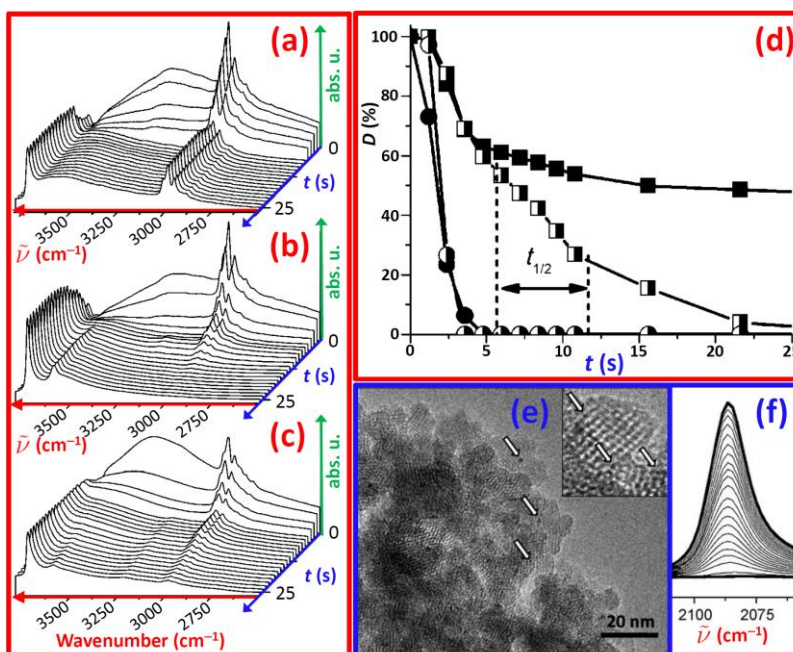 (a)
abs. u.
0
t (s)
25
3500
3250
3000
2750
ν̃ (cm⁻¹)
(b)
abs. u.
0
t (s)
25
3500
3250
3000
2750
ν̃ (cm⁻¹)
(c)
abs. u.
0
t (s)
25
3500
3250
3000
2750
Wavenumber (cm⁻¹)
(d)
D (%)
100
80
60
40
20
0
t₁/₂
0 5 10 15 20 25
t (s)
(e)
20 nm
(f)
2100 2075
ν̃ (cm⁻¹)